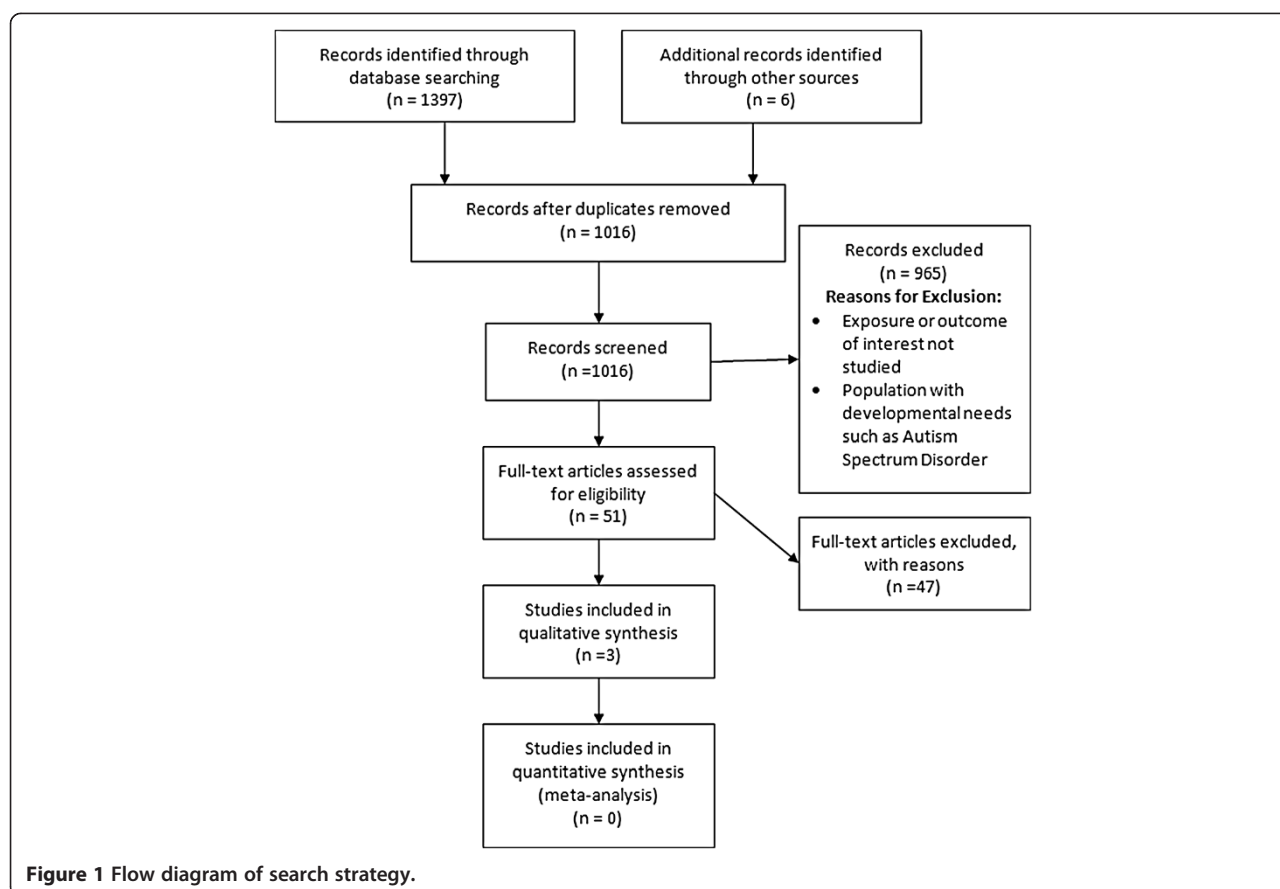 Records identified through
database searching
(n = 1397)
Additional records identified
through other sources
(n = 6)
Records after duplicates removed
(n = 1016)
Records screened
(n =1016)
Records excluded
(n = 965)
Reasons for Exclusion:
• Exposure or outcome
of interest not
studied
• Population with
developmental needs
such as Autism
Spectrum Disorder
Full-text articles assessed
for eligibility
(n = 51)
Full-text articles excluded,
with reasons
(n =47)
Studies included in
qualitative synthesis
(n =3)
Studies included in
quantitative synthesis
(meta-analysis)
(n = 0)
Figure 1 Flow diagram of search strategy.